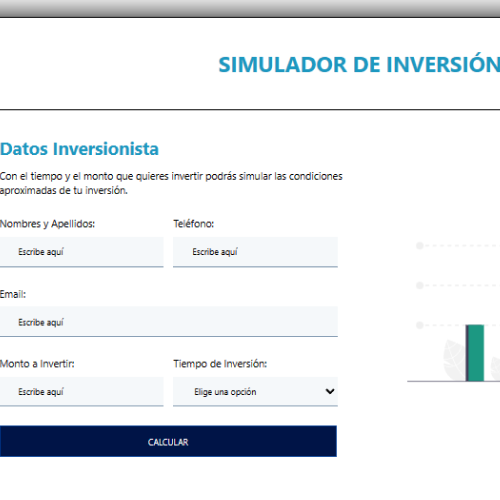 SIMULADOR DE INVERSIÓN
Datos Inversionista
Con el tiempo y el monto que quieres invertir podrás simular las condiciones
aproximadas de tu inversión.
Nombres y Apellidos:
Teléfono:
Escribe aquí
Escribe aquí
Email:
Escribe aquí
Monto a Invertir:
Tiempo de Inversión:
Escribe aquí
Elige una opción
CALCULAR